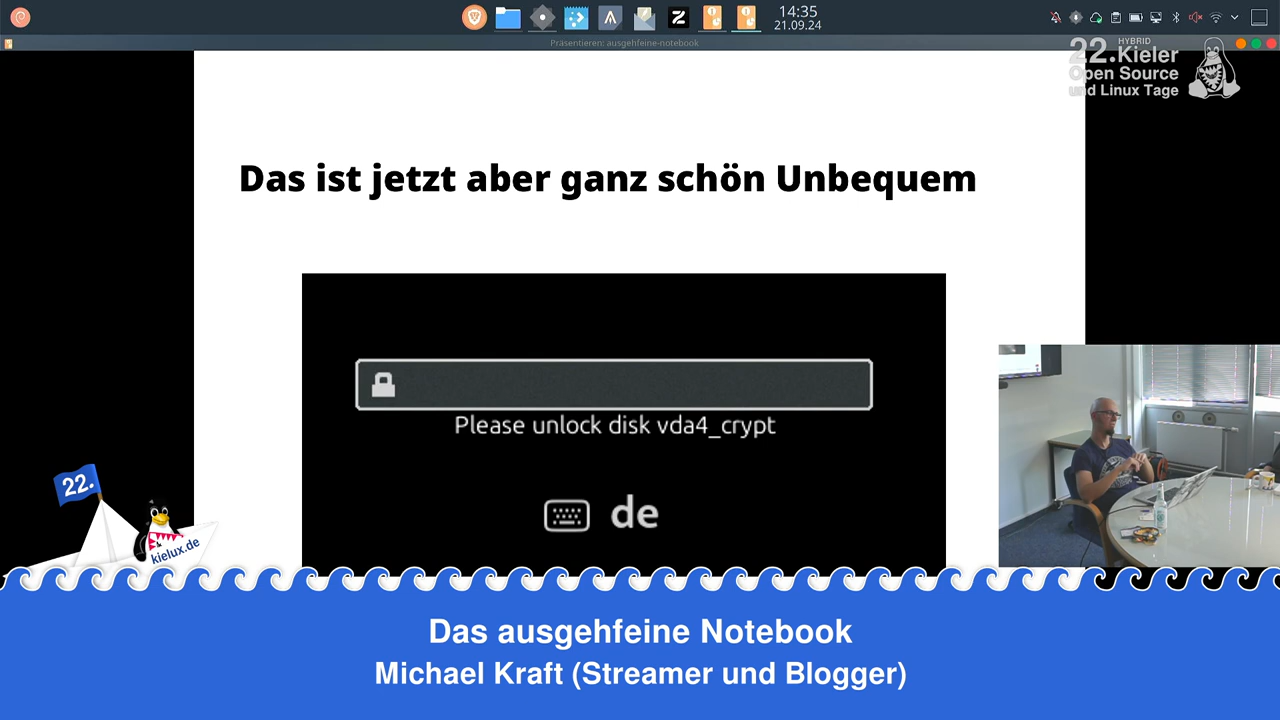 14:35
21.09.24
Präsentieren: ausgehfeine-notebook
HYBRID
22.Kieler
Open Source
und Linux Tage
Das ist jetzt aber ganz schön Unbequem
Please unlock disk vda4_crypt
de
22.
kielux.de
Das ausgehfeine Notebook
Michael Kraft (Streamer und Blogger)